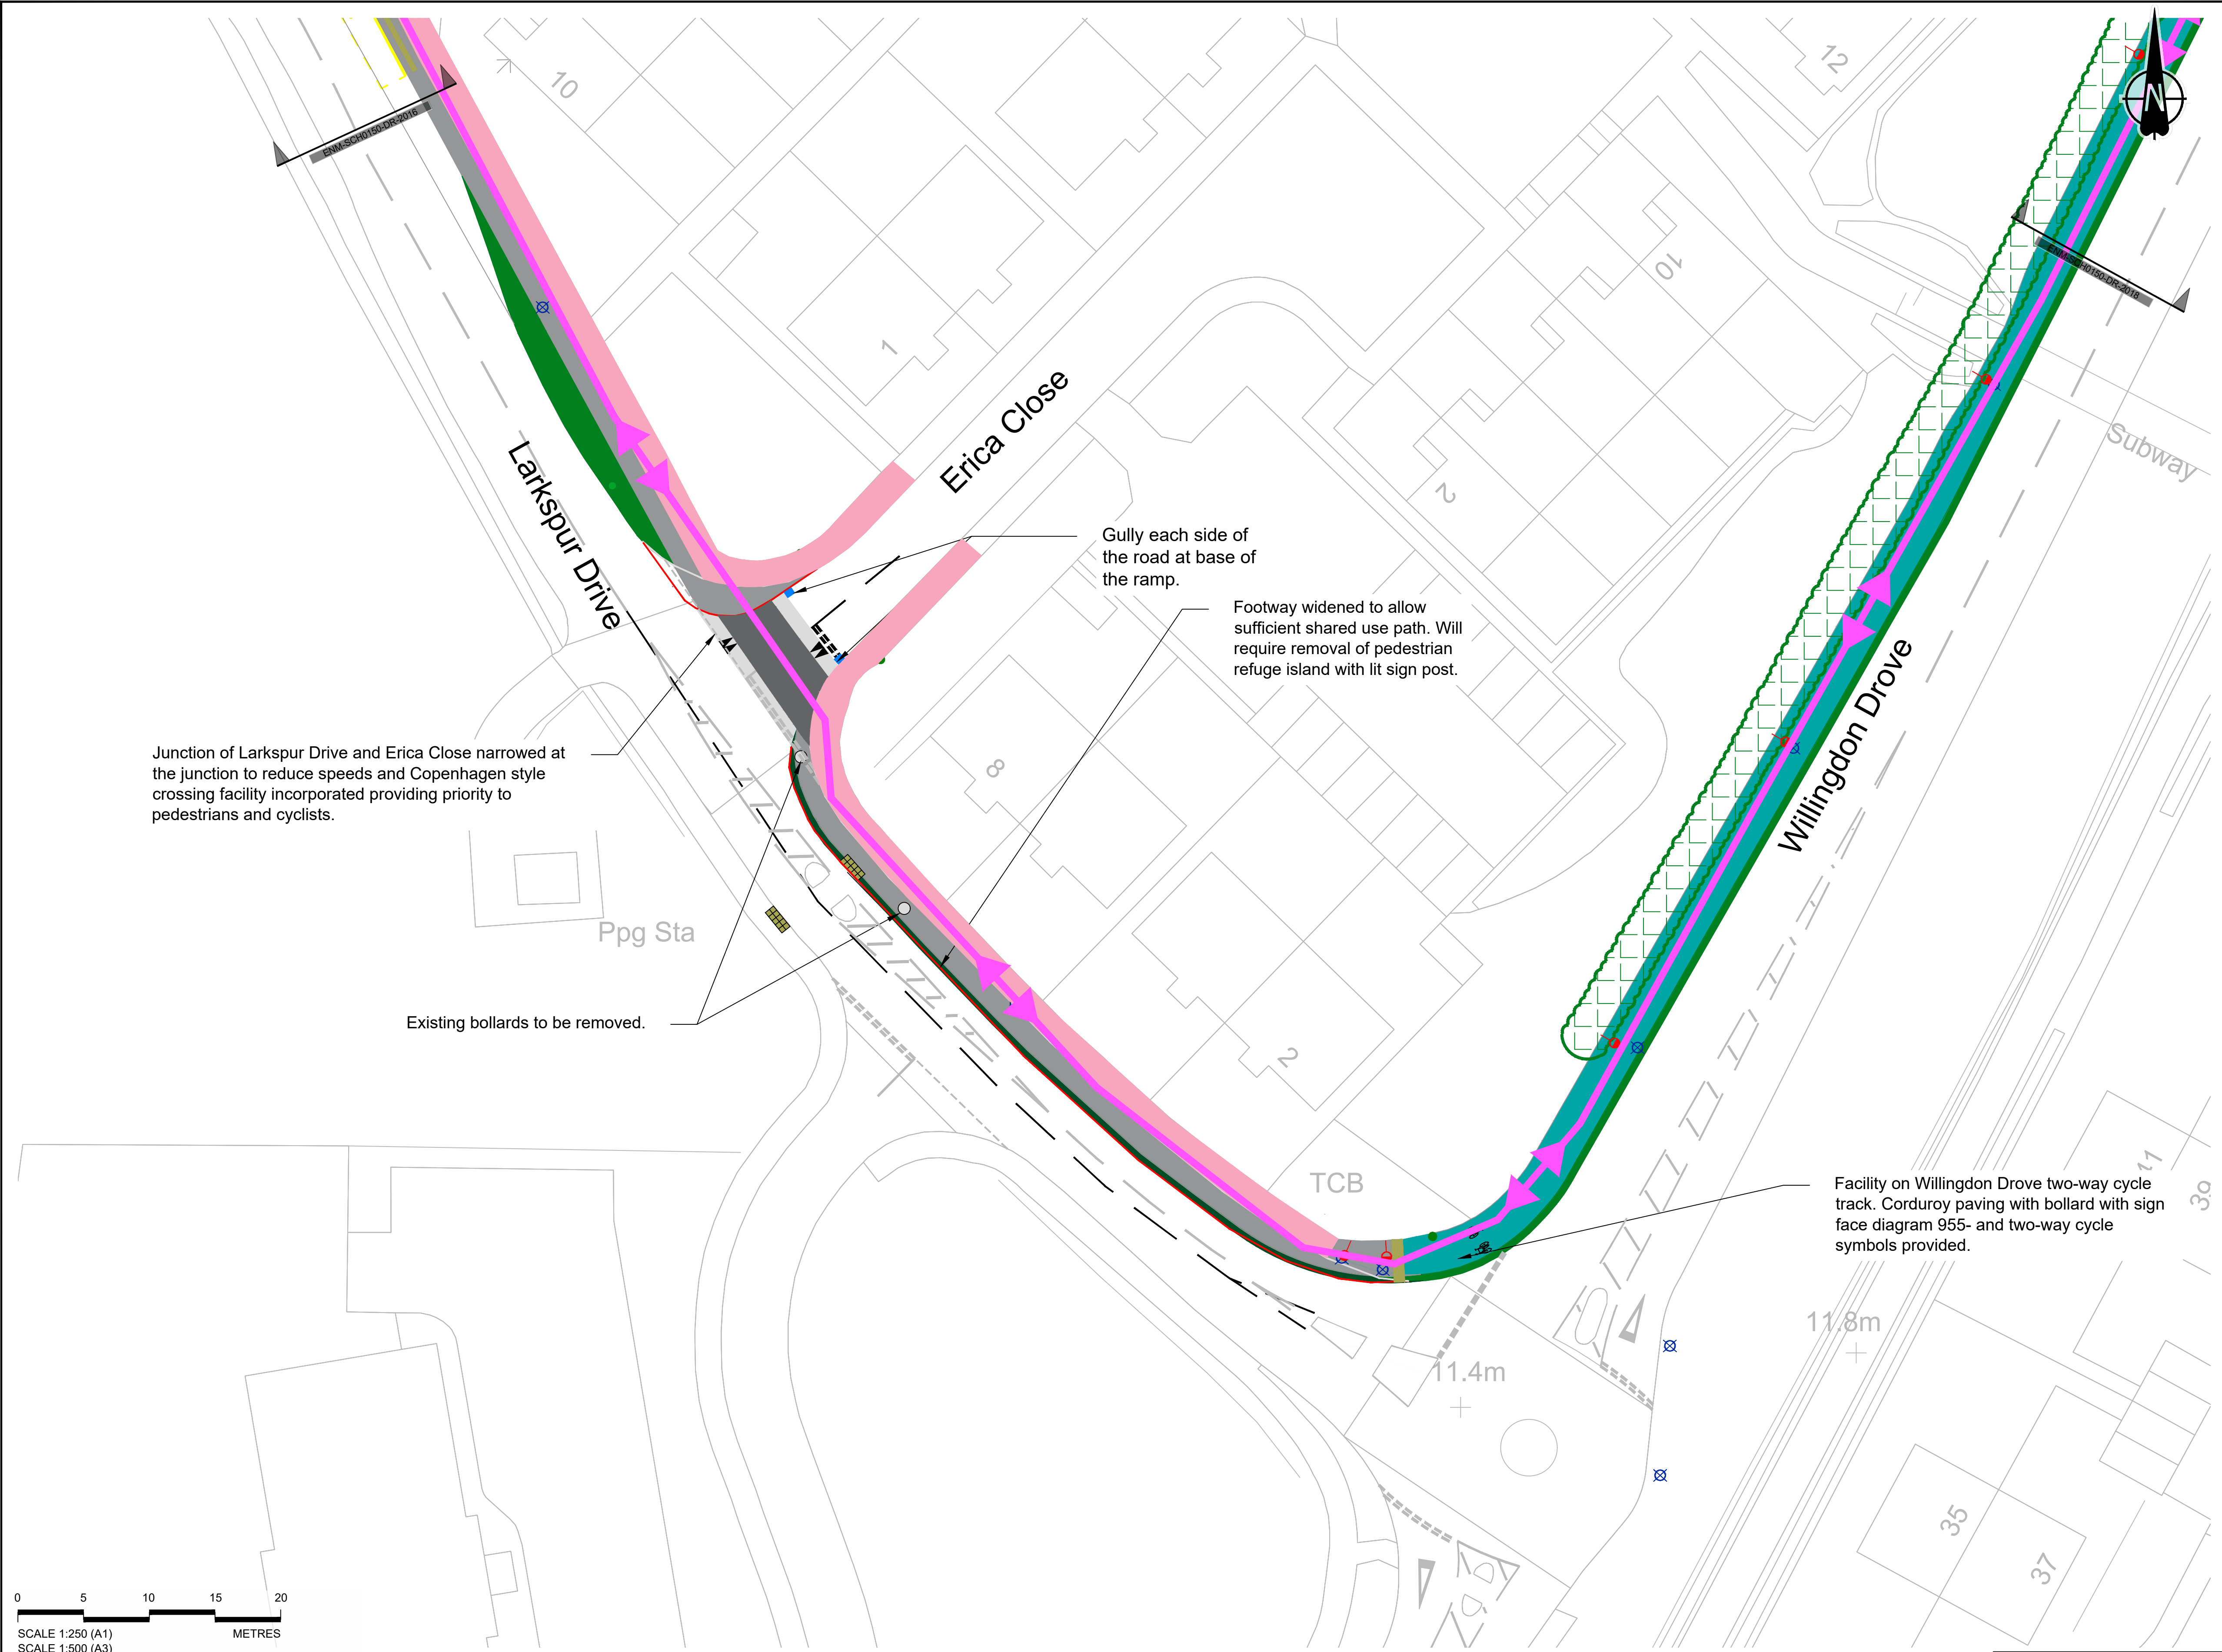 10
12
N
ENM-SCH0150-DR-2016
ENM-SCH0150-DR-2018
10
1
Erica Close
Subway
Larkspur Drive
2
Gully each side of
the road at base of
the ramp.
Footway widened to allow
sufficient shared use path. Will
require removal of pedestrian
refuge island with lit sign post.
Willingdon Drove
Junction of Larkspur Drive and Erica Close narrowed at
the junction to reduce speeds and Copenhagen style
crossing facility incorporated providing priority to
pedestrians and cyclists.
8
Ppg Sta
Existing bollards to be removed.
2
TCB
41
39
Facility on Willingdon Drove two-way cycle
track. Corduroy paving with bollard with sign
face diagram 955- and two-way cycle
symbols provided.
11.8m
11.4m
35
37
0 5 10 15 20
SCALE 1:250 (A1) METRES
SCALE 1:500 (A3)